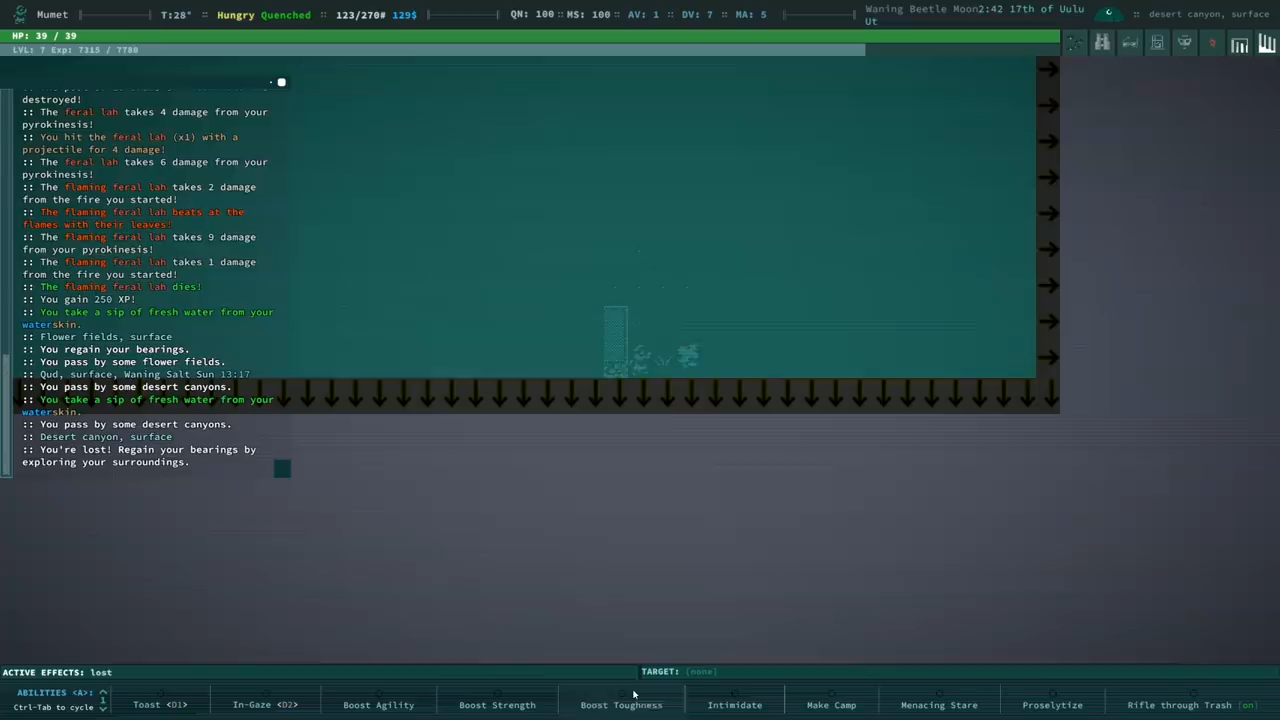 Mumet T:28° :: Hungry Quenched :: 123/270# 129$ QN: 100 :: MS: 100 :: AV: 1 :: DV: 7 :: MA: 5 Waning Beetle Moon2:42 17th of Uulu Ut :: desert canyon, surface
HP: 39 / 39
LVL: 7 Exp: 7315 / 7780
destroyed!
:: The feral lah takes 4 damage from your
pyrokinesis!
:: You hit the feral lah (x1) with a
projectile for 4 damage!
:: The feral lah takes 6 damage from your
pyrokinesis!
:: The flaming feral lah takes 2 damage
from the fire you started!
:: The flaming feral lah beats at the
flames with their leaves!
:: The flaming feral lah takes 9 damage
from your pyrokinesis!
:: The flaming feral lah takes 1 damage
from the fire you started!
:: The flaming feral lah dies!
:: You gain 250 XP!
:: You take a sip of fresh water from your
waterskin.
:: Flower fields, surface
:: You regain your bearings.
:: You pass by some flower fields.
:: Qud, surface, Waning Salt Sun 13:17
:: You pass by some desert canyons.
:: You take a sip of fresh water from your
waterskin.
:: You pass by some desert canyons.
:: Desert canyon, surface
:: You're lost! Regain your bearings by
exploring your surroundings.
ACTIVE EFFECTS: lost TARGET: [none]
ABILITIES <A>: 1
Ctrl-Tab to cycle
Toast <01> In-Gaze <02> Boost Agility Boost Strength Boost Toughness Intimidate Make Camp Menacing Stare Proselytize Rifle through Trash [on]